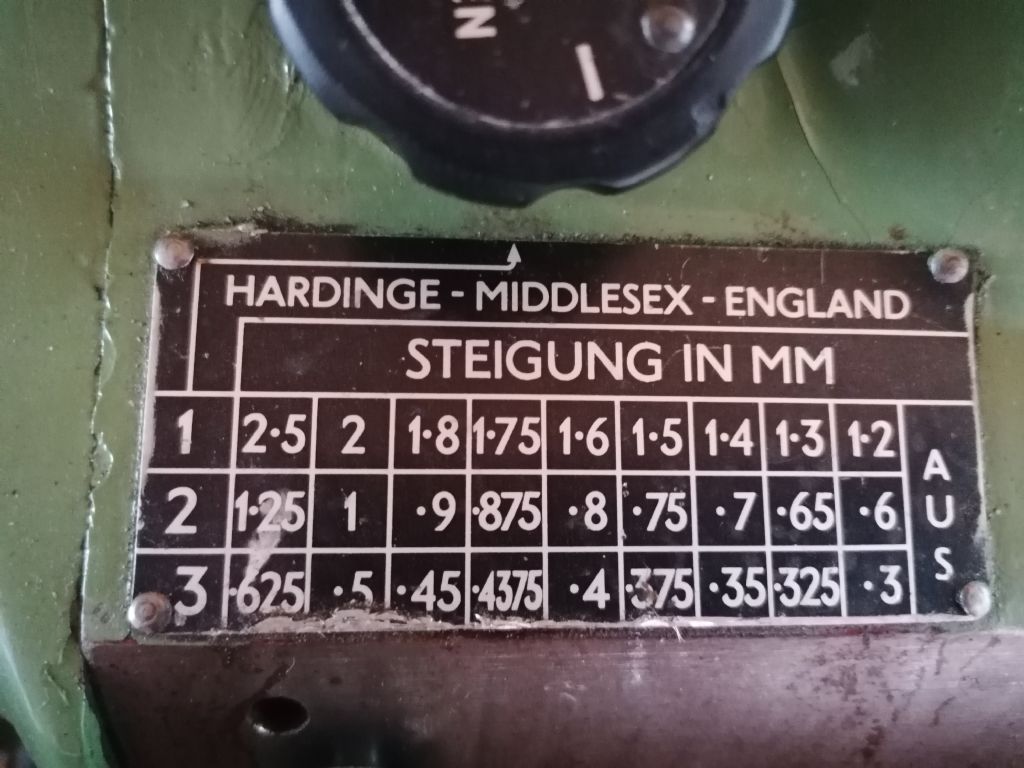 HARDINGE - MIDDLESEX - ENGLAND
STEIGUNG IN MM
1 2·5 2 1·8 1·75 1·6 1·5 1·4 1·3 1·2
2 1·25 1 ·9 ·875 ·8 ·75 ·7 ·65 ·6
3 ·625 ·5 ·45 ·4375 ·4 ·375 ·35 ·325 ·3
AUS